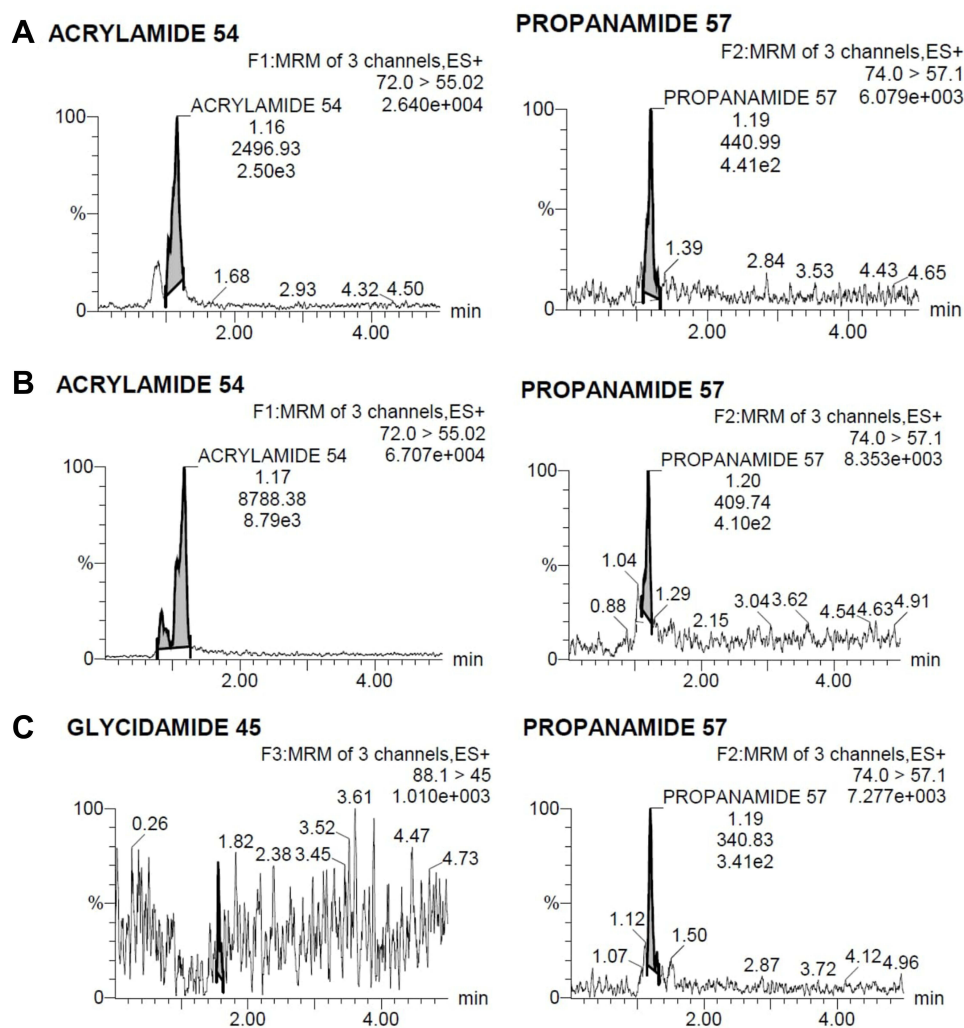 A ACRYLAMIDE 54
F1:MRM of 3 channels,ES+
72.0 > 55.02
2.640e+004
ACRYLAMIDE 54
1.16
2496.93
2.50e3
100
%
0
1.68
2.93
4.32
4.50
2.00
4.00
min
PROPANAMIDE 57
F2:MRM of 3 channels,ES+
74.0 > 57.1
6.079e+003
PROPANAMIDE 57
1.19
440.99
4.41e2
100
%
0
1.39
2.84
3.53
4.43
4.65
2.00
4.00
min
B ACRYLAMIDE 54
F1:MRM of 3 channels,ES+
72.0 > 55.02
6.707e+004
ACRYLAMIDE 54
1.17
8788.38
8.79e3
100
%
0
2.00
4.00
min
PROPANAMIDE 57
F2:MRM of 3 channels,ES+
74.0 > 57.1
8.353e+003
PROPANAMIDE 57
1.20
409.74
4.10e2
100
%
0
0.88
1.04
1.29
2.15
3.04
3.62
4.54
4.63
4.91
2.00
4.00
min
C GLYCIDAMIDE 45
F3:MRM of 3 channels,ES+
88.1 > 45
1.010e+003
100
%
0
0.26
1.82
2.38
3.45
3.52
3.61
4.47
4.73
2.00
4.00
min
PROPANAMIDE 57
F2:MRM of 3 channels,ES+
74.0 > 57.1
7.277e+003
PROPANAMIDE 57
1.19
340.83
3.41e2
100
%
0
1.07
1.12
1.50
2.87
3.72
4.12
4.96
2.00
4.00
min